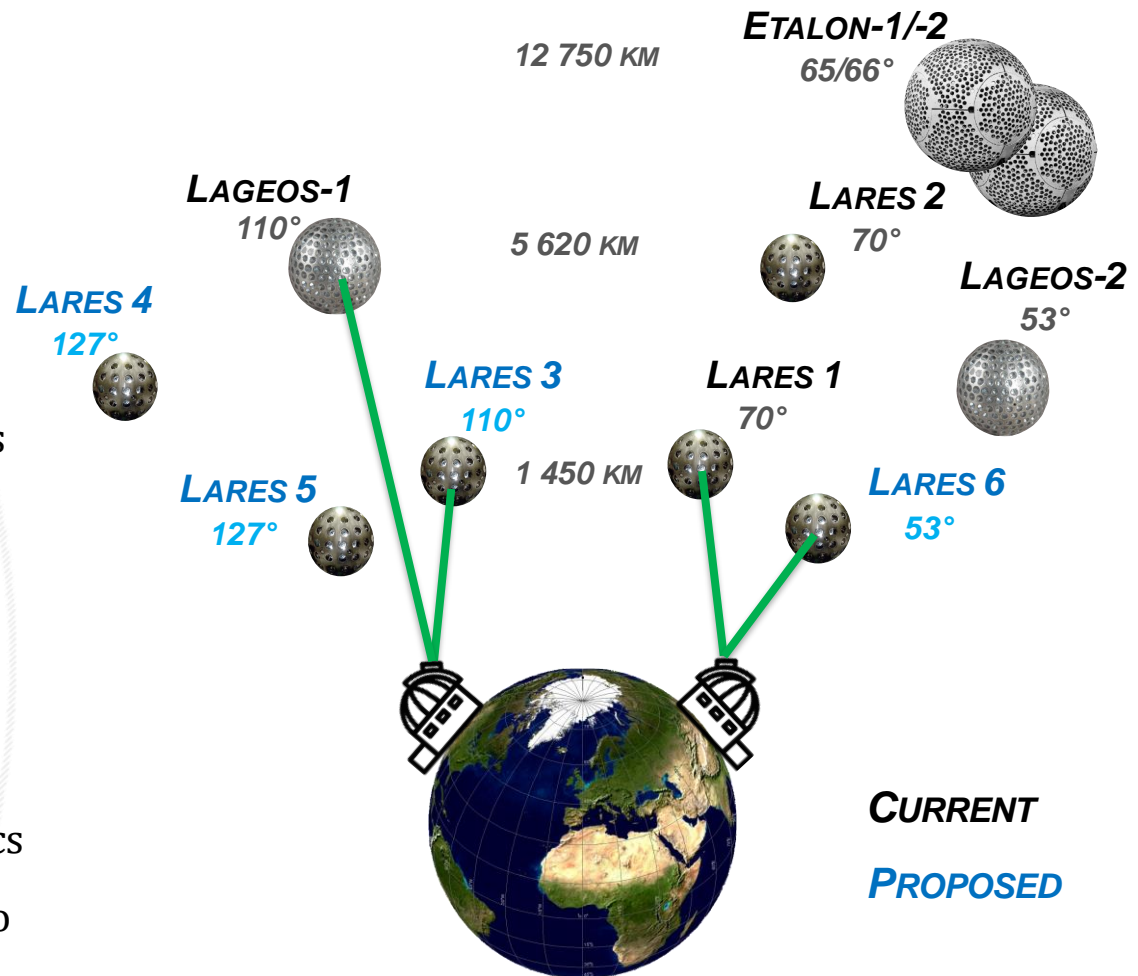 ETALON-1/-2
12 750 KM
65/66°
LAGEOS-1
110°
LARES 2
70°
5 620 KM
LAGEOS-2
53°
LARES 4
127°
LARES 3
110°
LARES 1
70°
s
1 450 KM
LARES 5
127°
LARES 6
53°
CURRENT
cs
PROPOSED